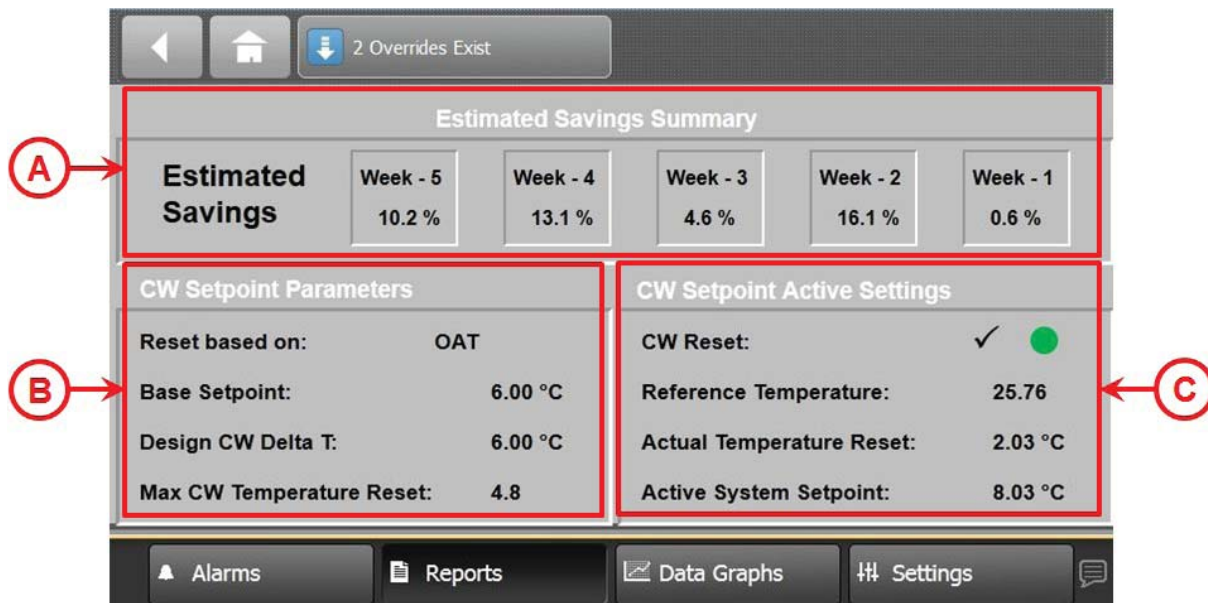 2 Overrides Exist
Estimated Savings Summary
A
Estimated Savings
Week - 5
10.2 %
Week - 4
13.1 %
Week - 3
4.6 %
Week - 2
16.1 %
Week - 1
0.6 %
CW Setpoint Parameters
Reset based on: OAT
Base Setpoint: 6.00 °C
Design CW Delta T: 6.00 °C
Max CW Temperature Reset: 4.8
B
CW Setpoint Active Settings
CW Reset: ✓
Reference Temperature: 25.76
Actual Temperature Reset: 2.03 °C
Active System Setpoint: 8.03 °C
C
Alarms
Reports
Data Graphs
Settings